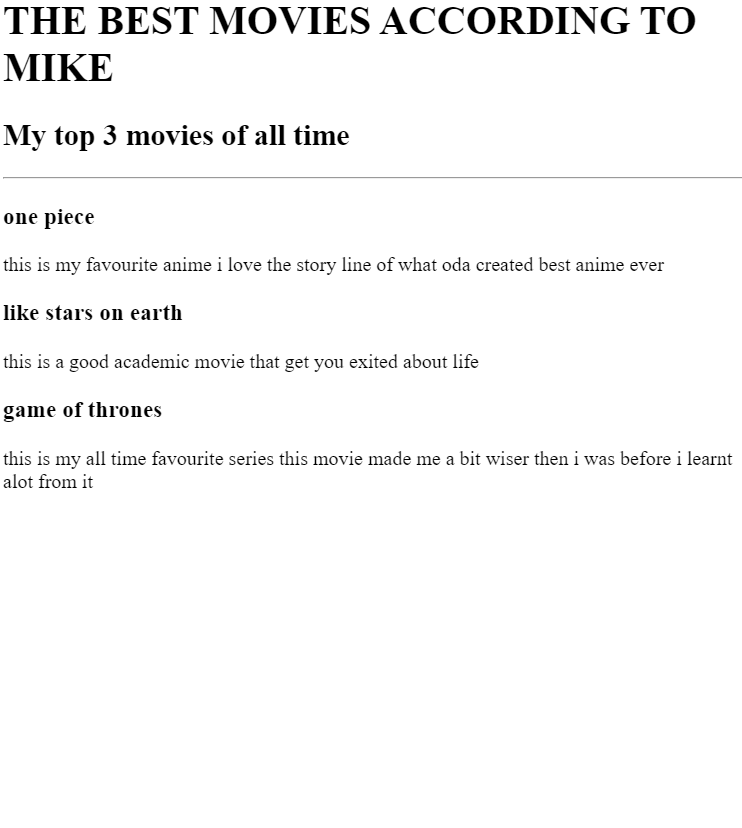 THE BEST MOVIES ACCORDING TO
MIKE
My top 3 movies of all time
one piece
this is my favourite anime i love the story line of what oda created best anime ever
like stars on earth
this is a good academic movie that get you exited about life
game of thrones
this is my all time favourite series this movie made me a bit wiser then i was before i learnt
alot from it